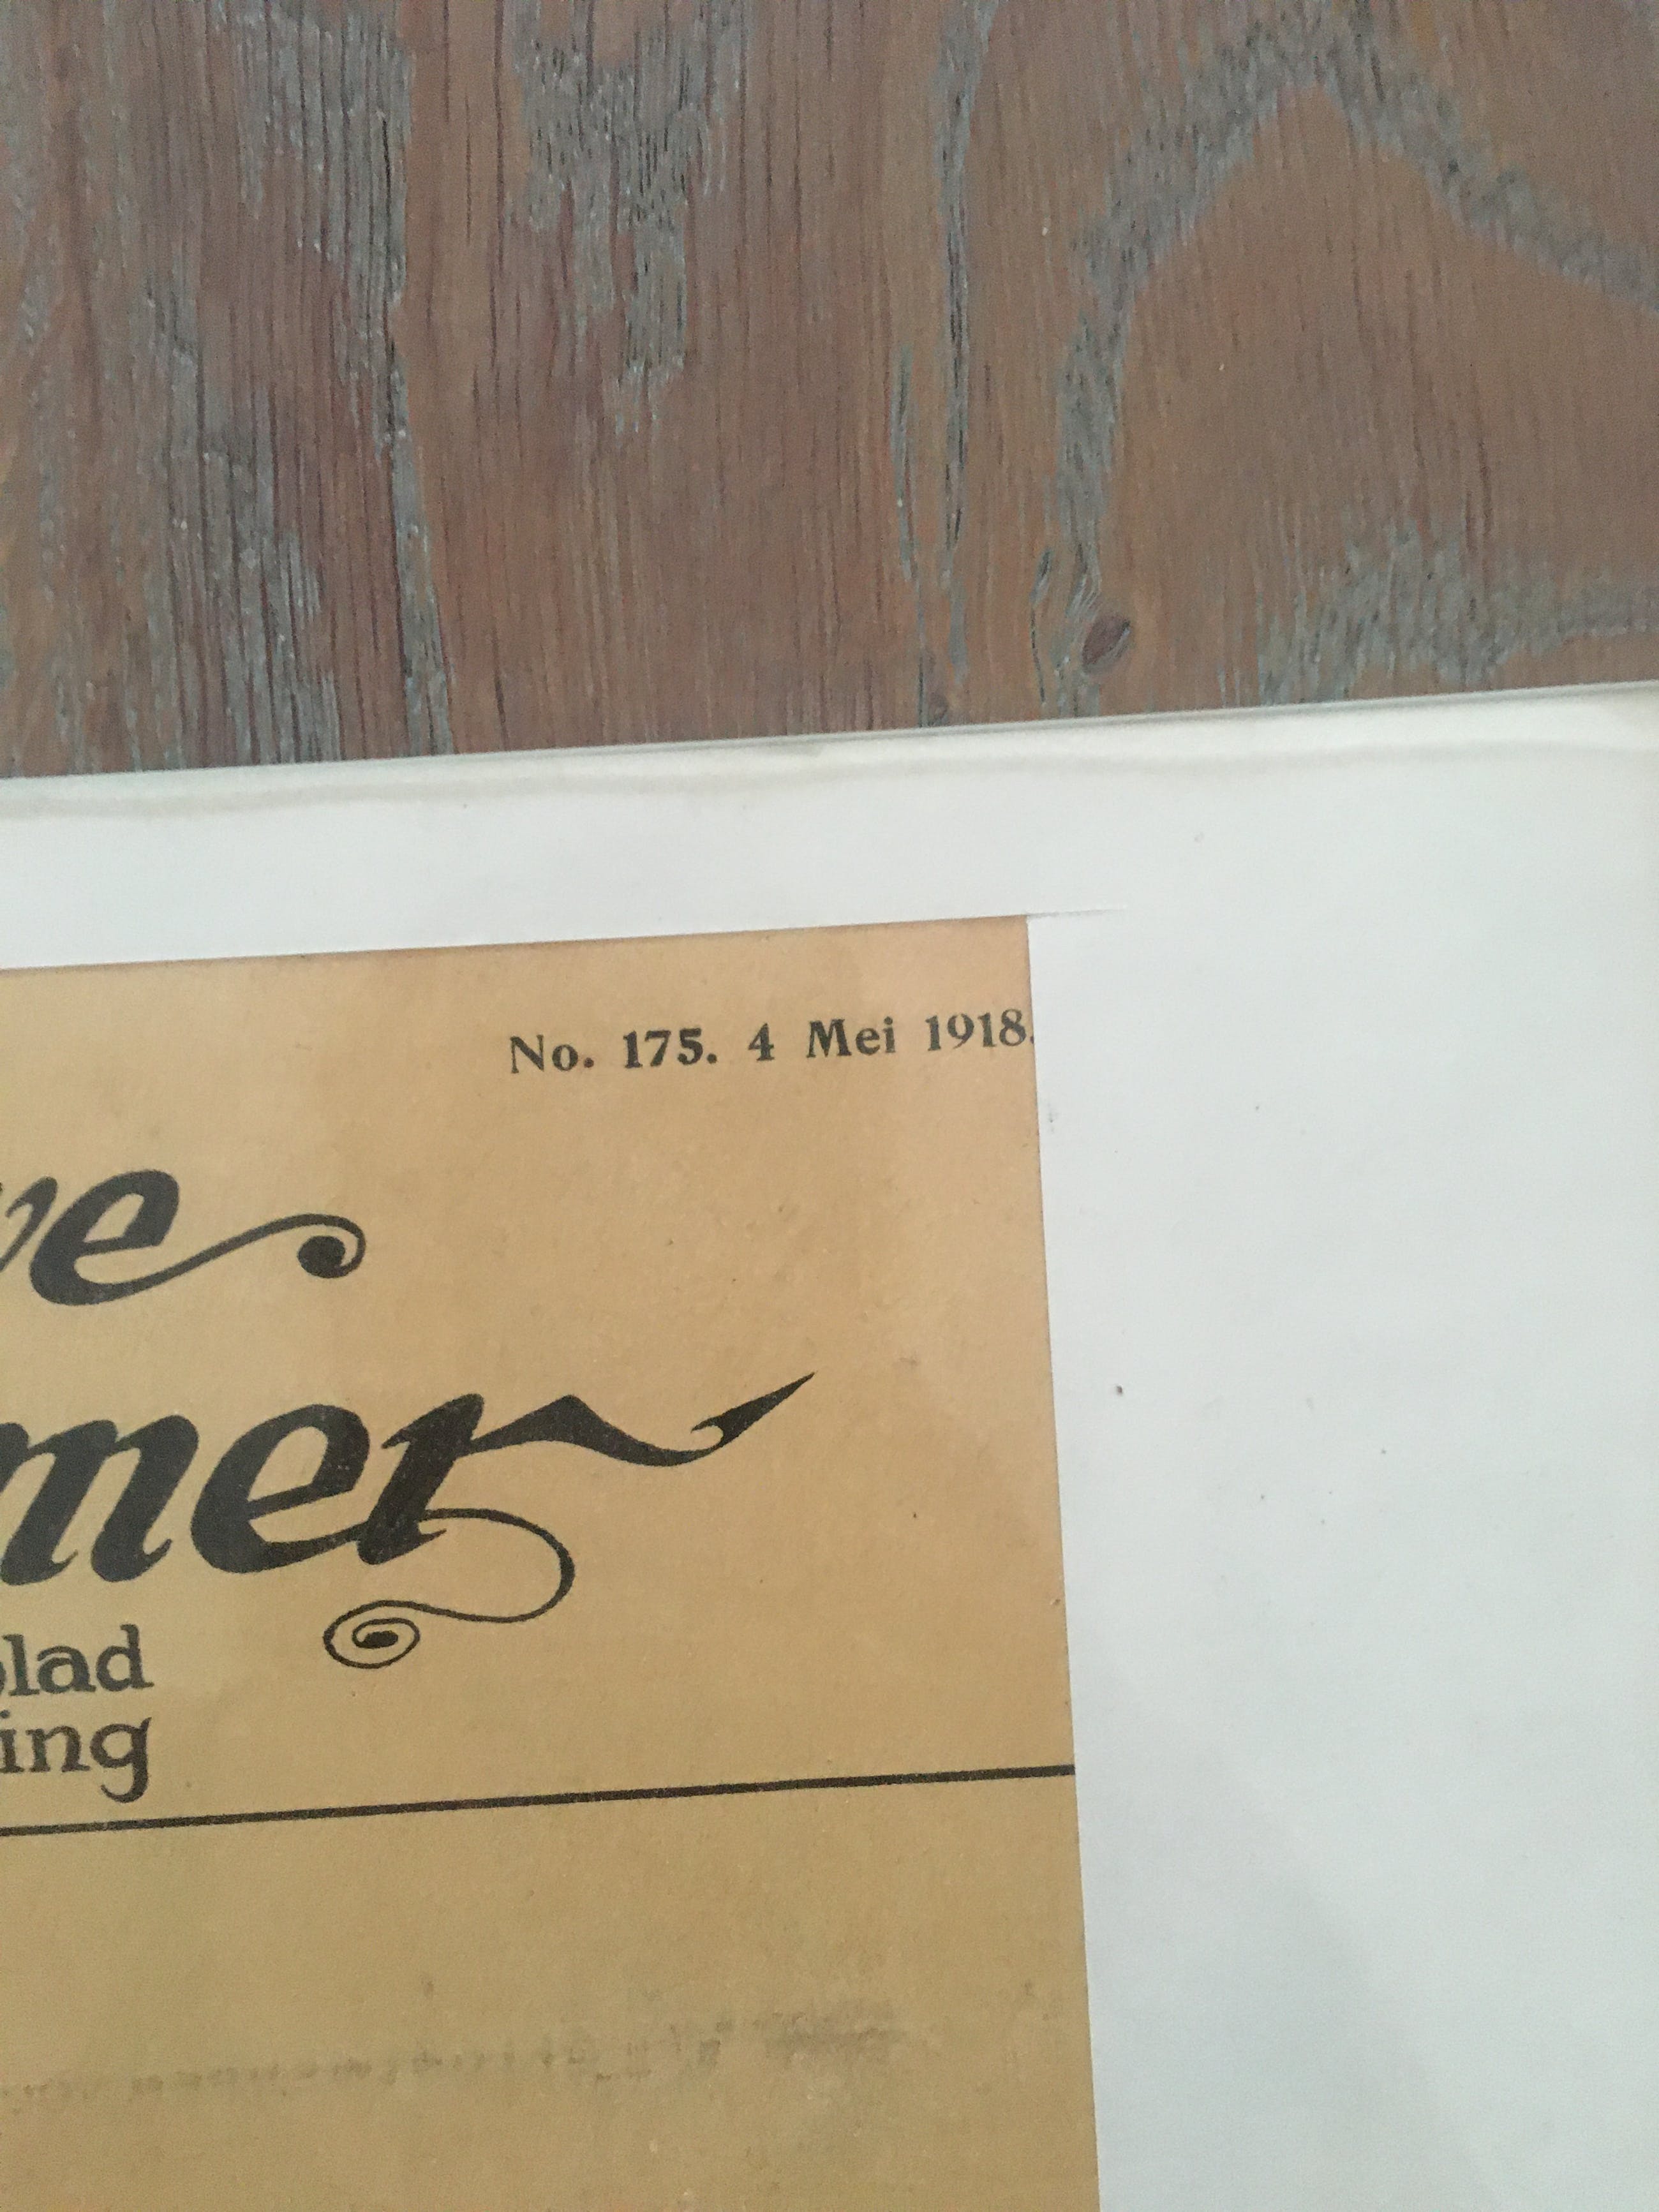 No. 175. 4 Mei 1918.
ve
mer
blad
ing